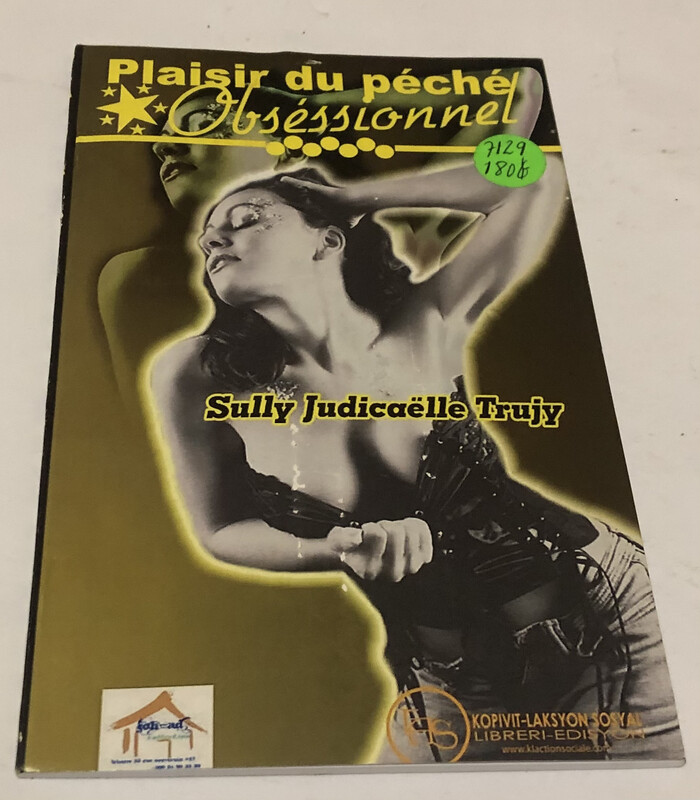 Plaisir du péché
Obséssionnel
7129
180
Sully Judicaëlle Trujy
KOPIVIT-LAKSYON SOSYAL
LIBRERI-EDISYON
www.klactionsociale.com